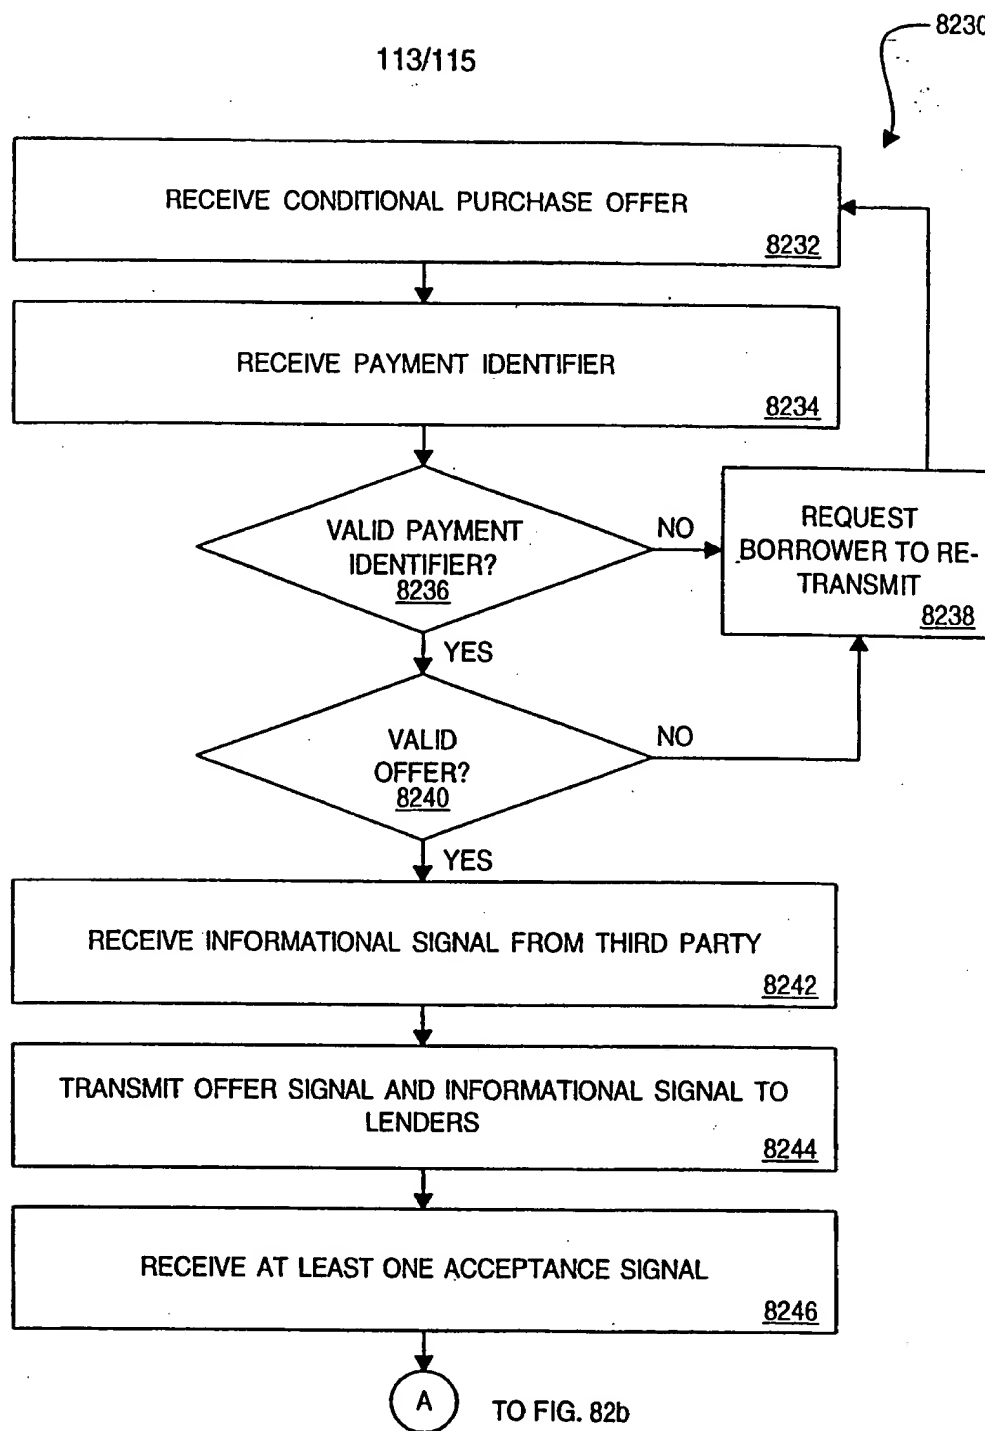 8230
113/115
RECEIVE CONDITIONAL PURCHASE OFFER
8232
RECEIVE PAYMENT IDENTIFIER
8234
VALID PAYMENT
IDENTIFIER?
8236
NO
REQUEST
BORROWER TO RE-
TRANSMIT
8238
YES
VALID
OFFER?
8240
NO
YES
RECEIVE INFORMATIONAL SIGNAL FROM THIRD PARTY
8242
TRANSMIT OFFER SIGNAL AND INFORMATIONAL SIGNAL TO
LENDERS
8244
RECEIVE AT LEAST ONE ACCEPTANCE SIGNAL
8246
A
TO FIG. 82b